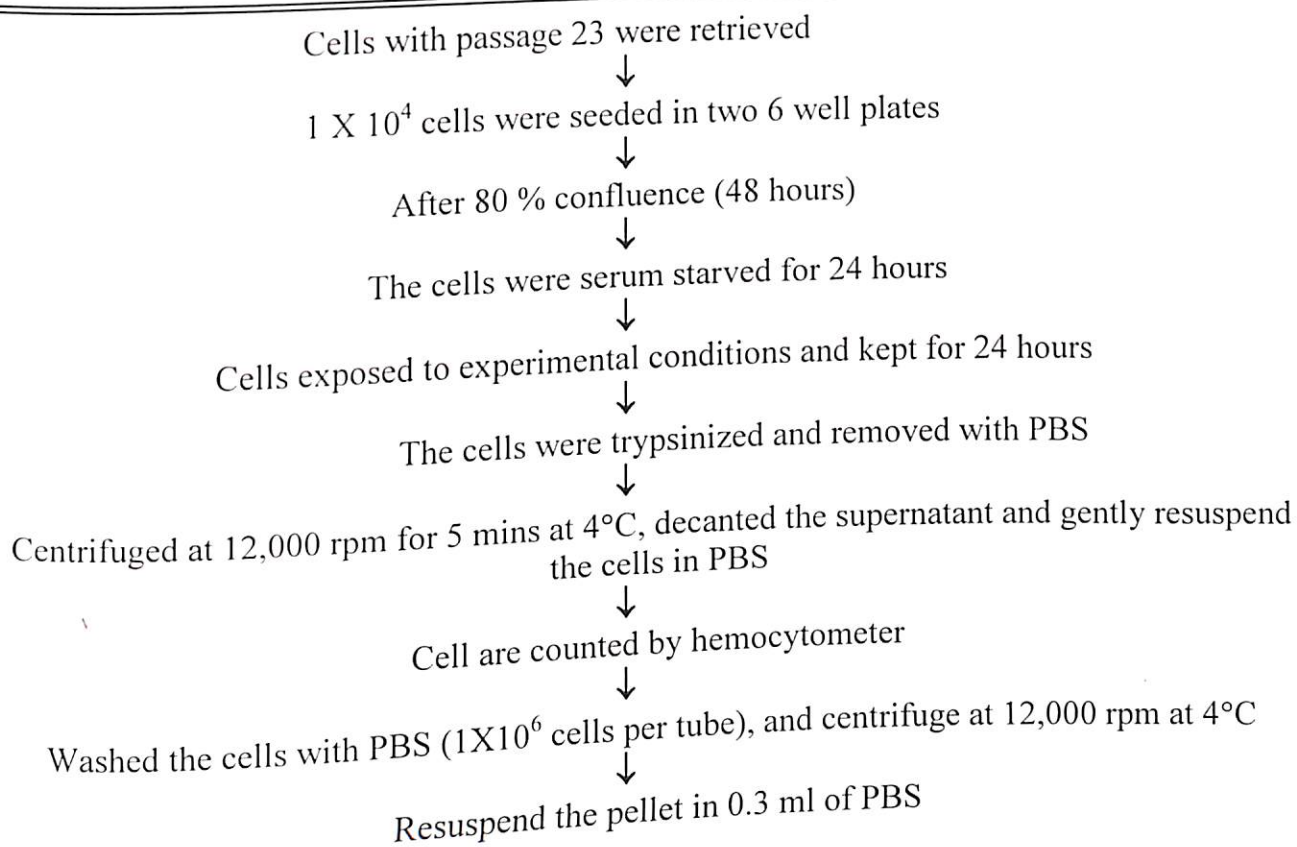 Cells with passage 23 were retrieved
↓
1 X 10⁴ cells were seeded in two 6 well plates
↓
After 80 % confluence (48 hours)
↓
The cells were serum starved for 24 hours
↓
Cells exposed to experimental conditions and kept for 24 hours
↓
The cells were trypsinized and removed with PBS
↓
Centrifuged at 12,000 rpm for 5 mins at 4°C, decanted the supernatant and gently resuspend
the cells in PBS
↓
Cell are counted by hemocytometer
↓
Washed the cells with PBS (1X10⁶ cells per tube), and centrifuge at 12,000 rpm at 4°C
↓
Resuspend the pellet in 0.3 ml of PBS